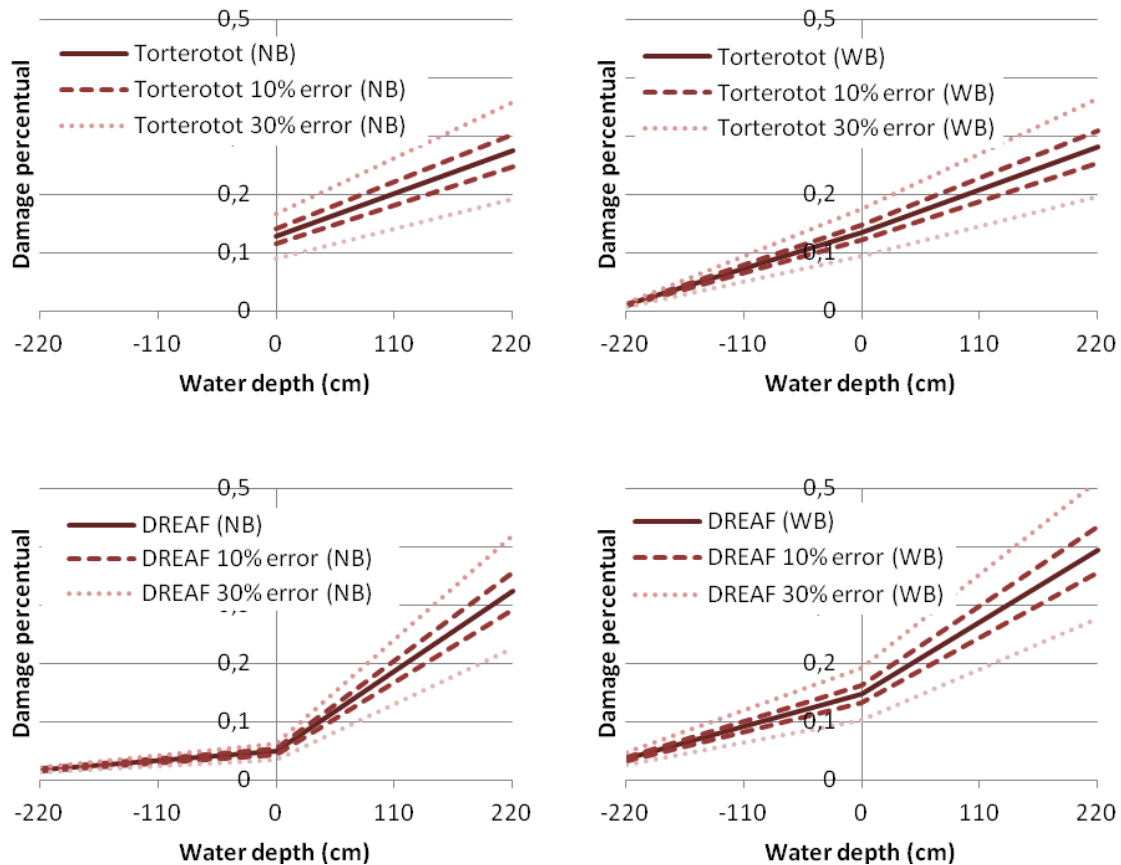 0,5
Torterotot (NB)
Torterotot 10% error (NB)
Torterotot 30% error (NB)
0,2
0,1
0
-220 -110 0 110 220
Damage percentual
Water depth (cm)
0,5
Torterotot (WB)
Torterotot 10% error (WB)
Torterotot 30% error (WB)
0,2
0,1
0
-220 -110 0 110 220
Damage percentual
Water depth (cm)
0,5
DREAF (NB)
DREAF 10% error (NB)
DREAF 30% error (NB)
0,2
0,1
0
-220 -110 0 110 220
Damage percentual
Water depth (cm)
0,5
DREAF (WB)
DREAF 10% error (WB)
DREAF 30% error (WB)
0,2
0,1
0
-220 -110 0 110 220
Damage percentual
Water depth (cm)